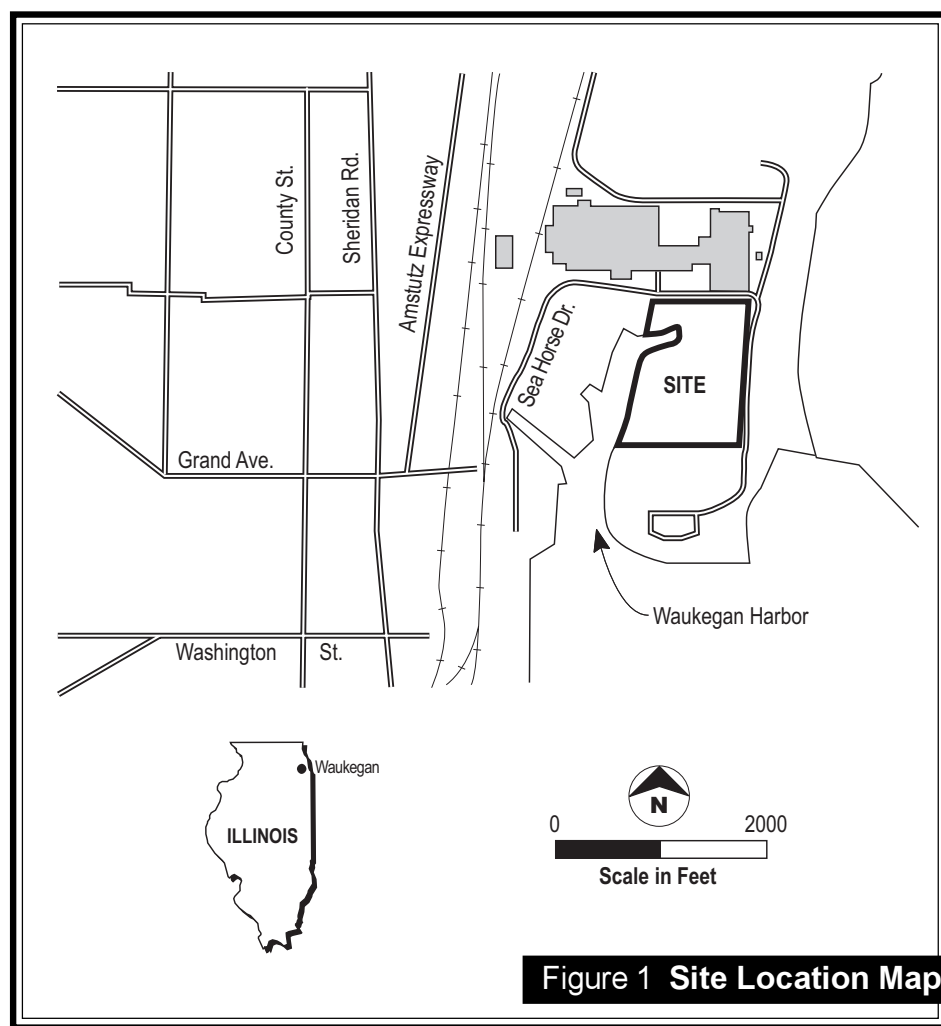 County St.
Sheridan Rd.
Amstutz Expressway
Sea Horse Dr.
SITE
Grand Ave.
Waukegan Harbor
Washington St.
Waukegan
ILLINOIS
N
0 2000
Scale in Feet
Figure 1 Site Location Map